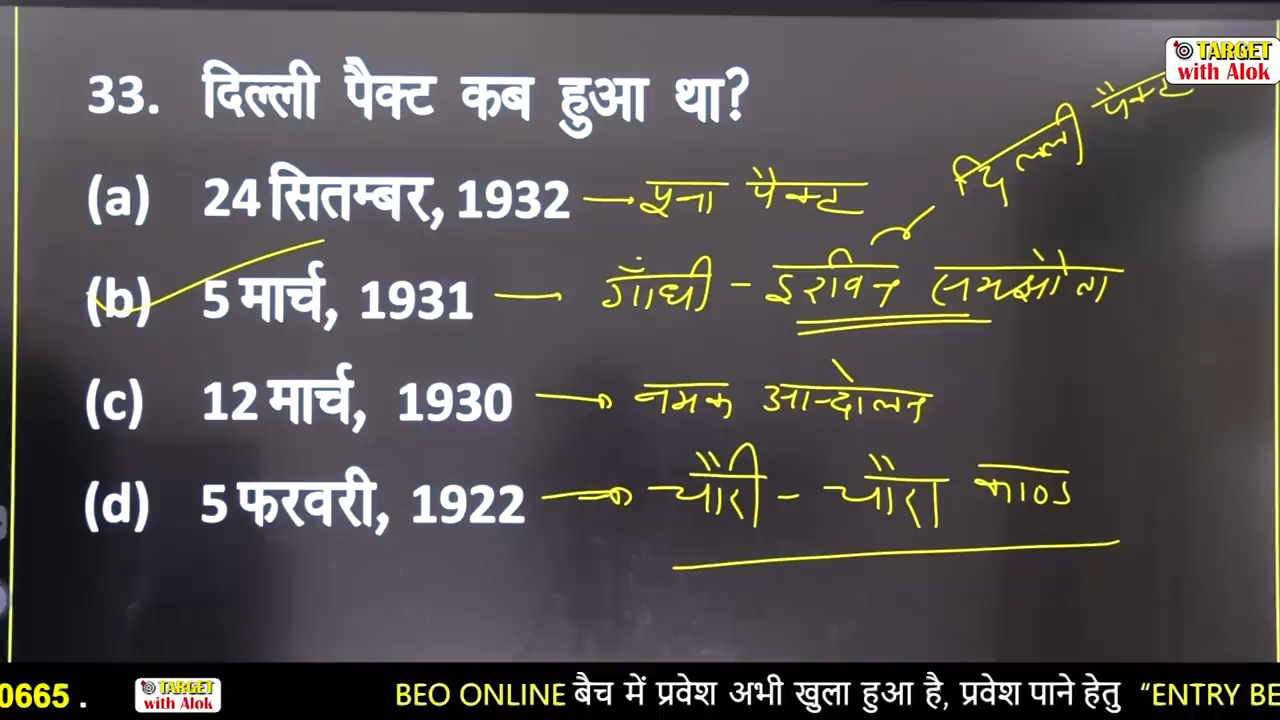 TARGET
with Alok
33. दिल्ली पैक्ट कब हुआ था?
दिल्ली पैक्ट
(a) 24 सितम्बर, 1932 → पूना पैक्ट
(b) 5 मार्च, 1931 — गाँधी - इरविन समझौता
(c) 12 मार्च, 1930 → नमक आन्दोलन
(d) 5 फरवरी, 1922 → चौरी - चौरा काण्ड
0665 . TARGET with Alok BEO ONLINE बैच में प्रवेश अभी खुला हुआ है, प्रवेश पाने हेतु “ENTRY BE